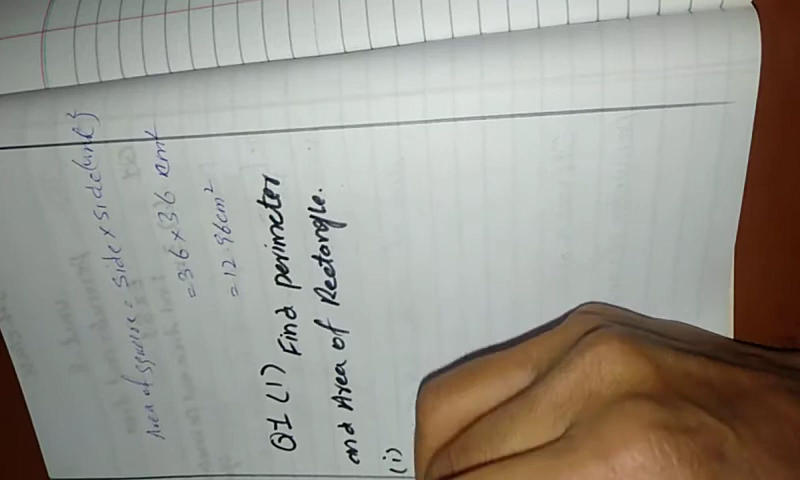 Area of square = side x side (unit)²
= 3.6 x 3.6 cm²
= 12.96 cm²
Q1 (1) Find perimeter
and Area of Rectangle.
(i)